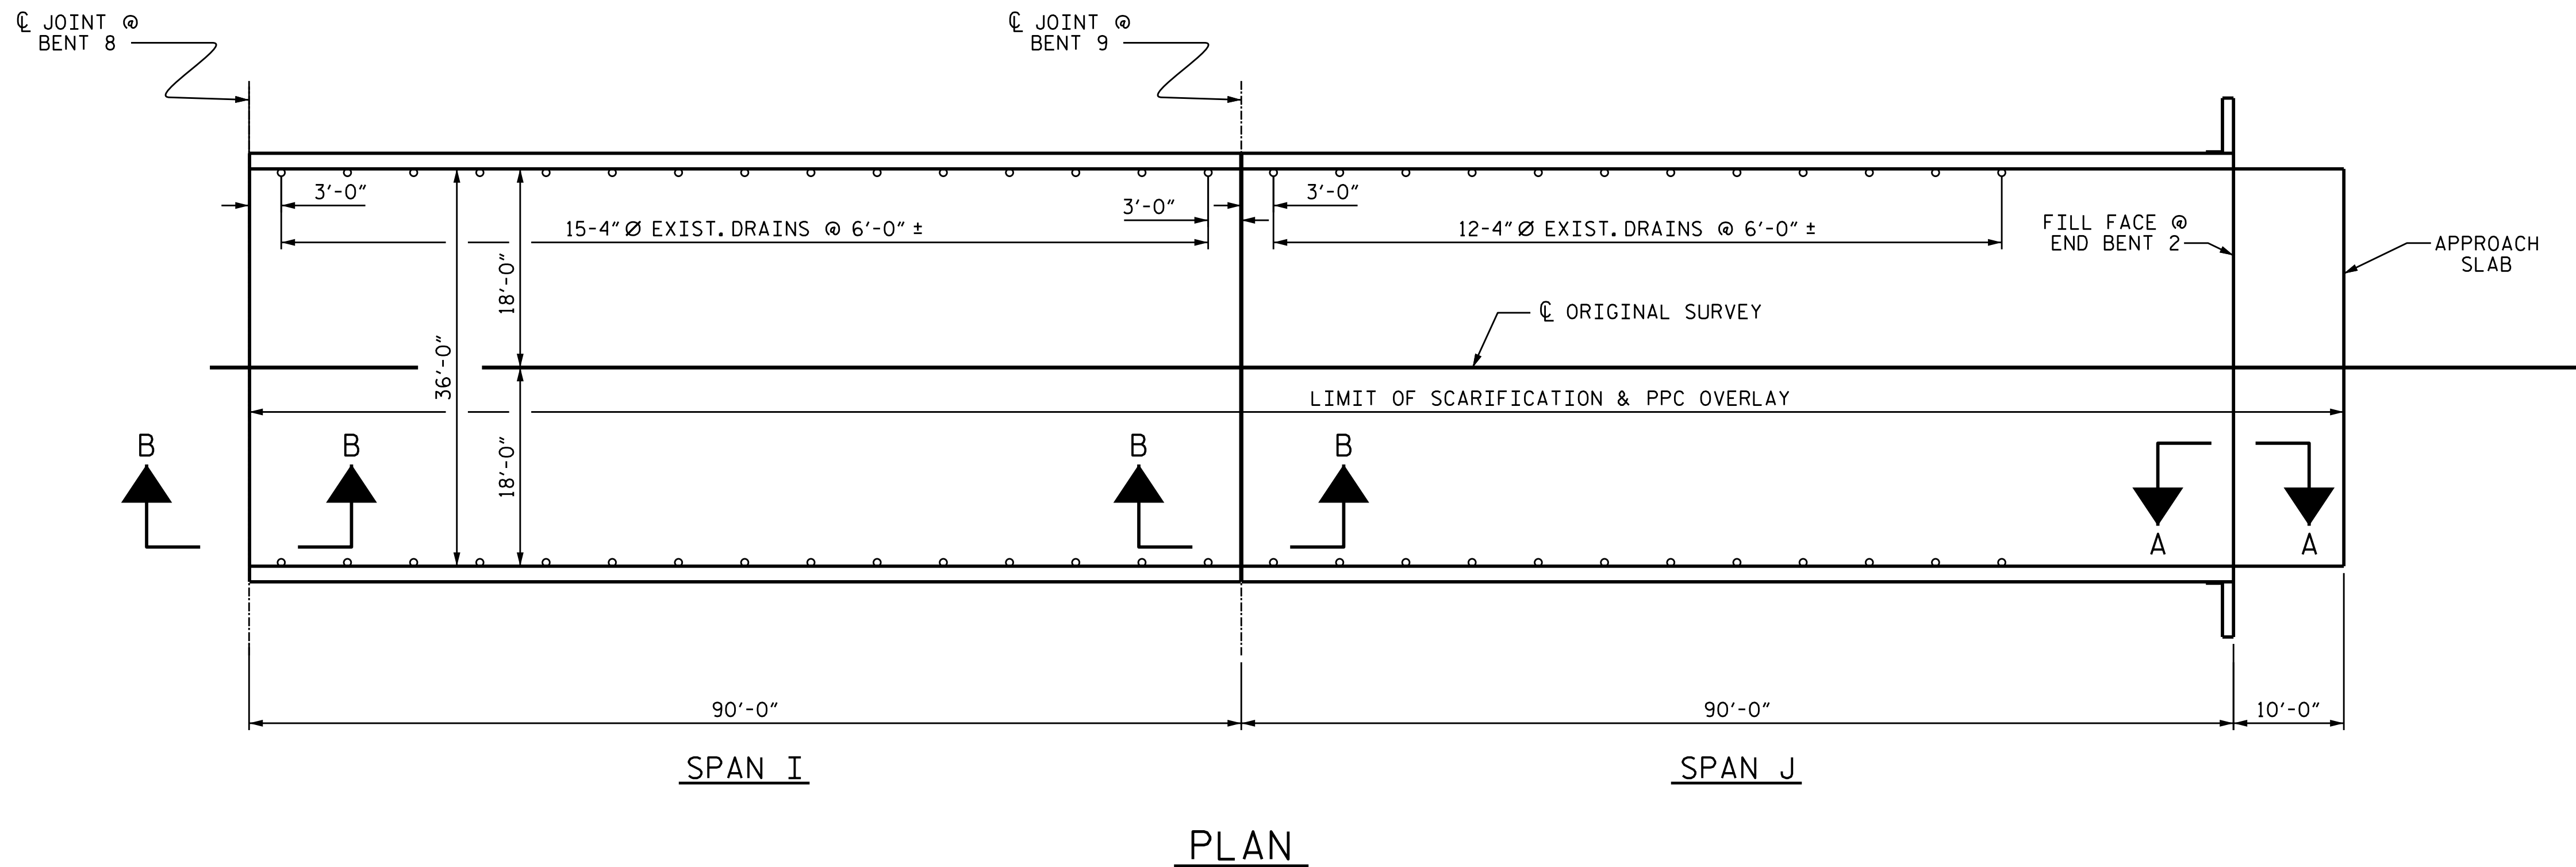 ℄ JOINT @
BENT 8
℄ JOINT @
BENT 9
3'-0"
3'-0"
3'-0"
15-4"Ø EXIST. DRAINS @ 6'-0" ±
12-4"Ø EXIST. DRAINS @ 6'-0" ±
FILL FACE @
END BENT 2
APPROACH
SLAB
18'-0"
℄ ORIGINAL SURVEY
36'-0"
LIMIT OF SCARIFICATION & PPC OVERLAY
B
B
B
B
18'-0"
A
A
90'-0"
90'-0"
10'-0"
SPAN I
SPAN J
PLAN